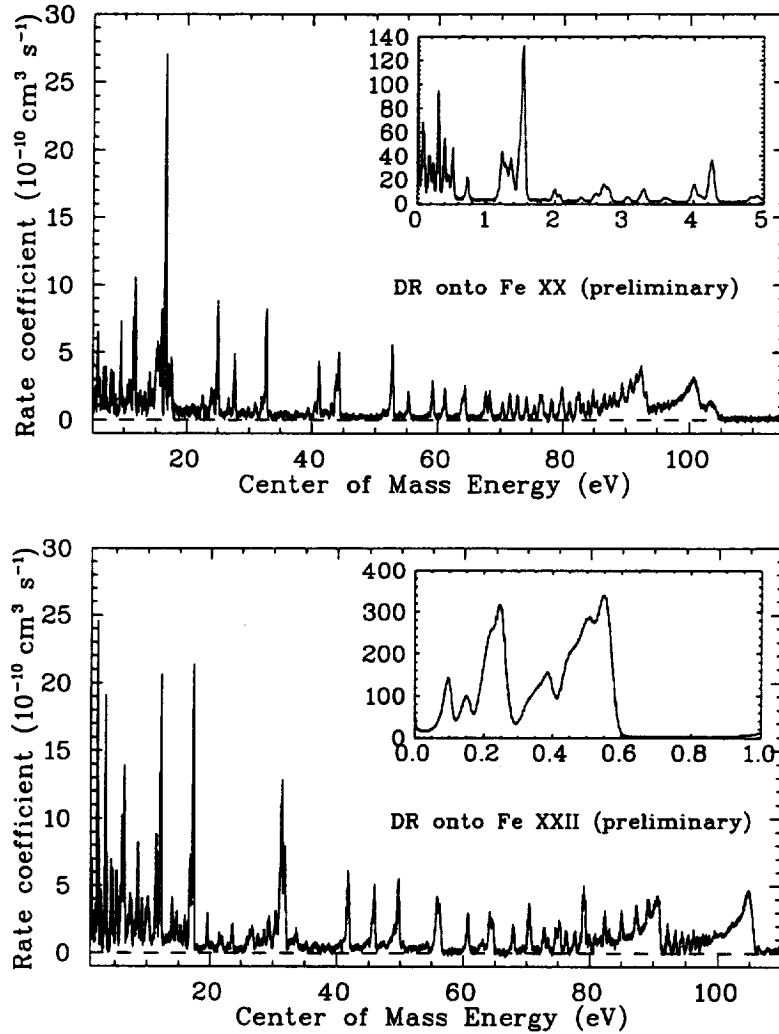 Rate coefficient (10⁻¹⁰ cm³ s⁻¹)
30
25
20
15
10
5
0
140
120
100
80
60
40
20
0
0 1 2 3 4 5
DR onto Fe XX (preliminary)
20 40 60 80 100
Center of Mass Energy (eV)
Rate coefficient (10⁻¹⁰ cm³ s⁻¹)
30
25
20
15
10
5
0
400
300
200
100
0
0.0 0.2 0.4 0.6 0.8 1.0
DR onto Fe XXII (preliminary)
20 40 60 80 100
Center of Mass Energy (eV)